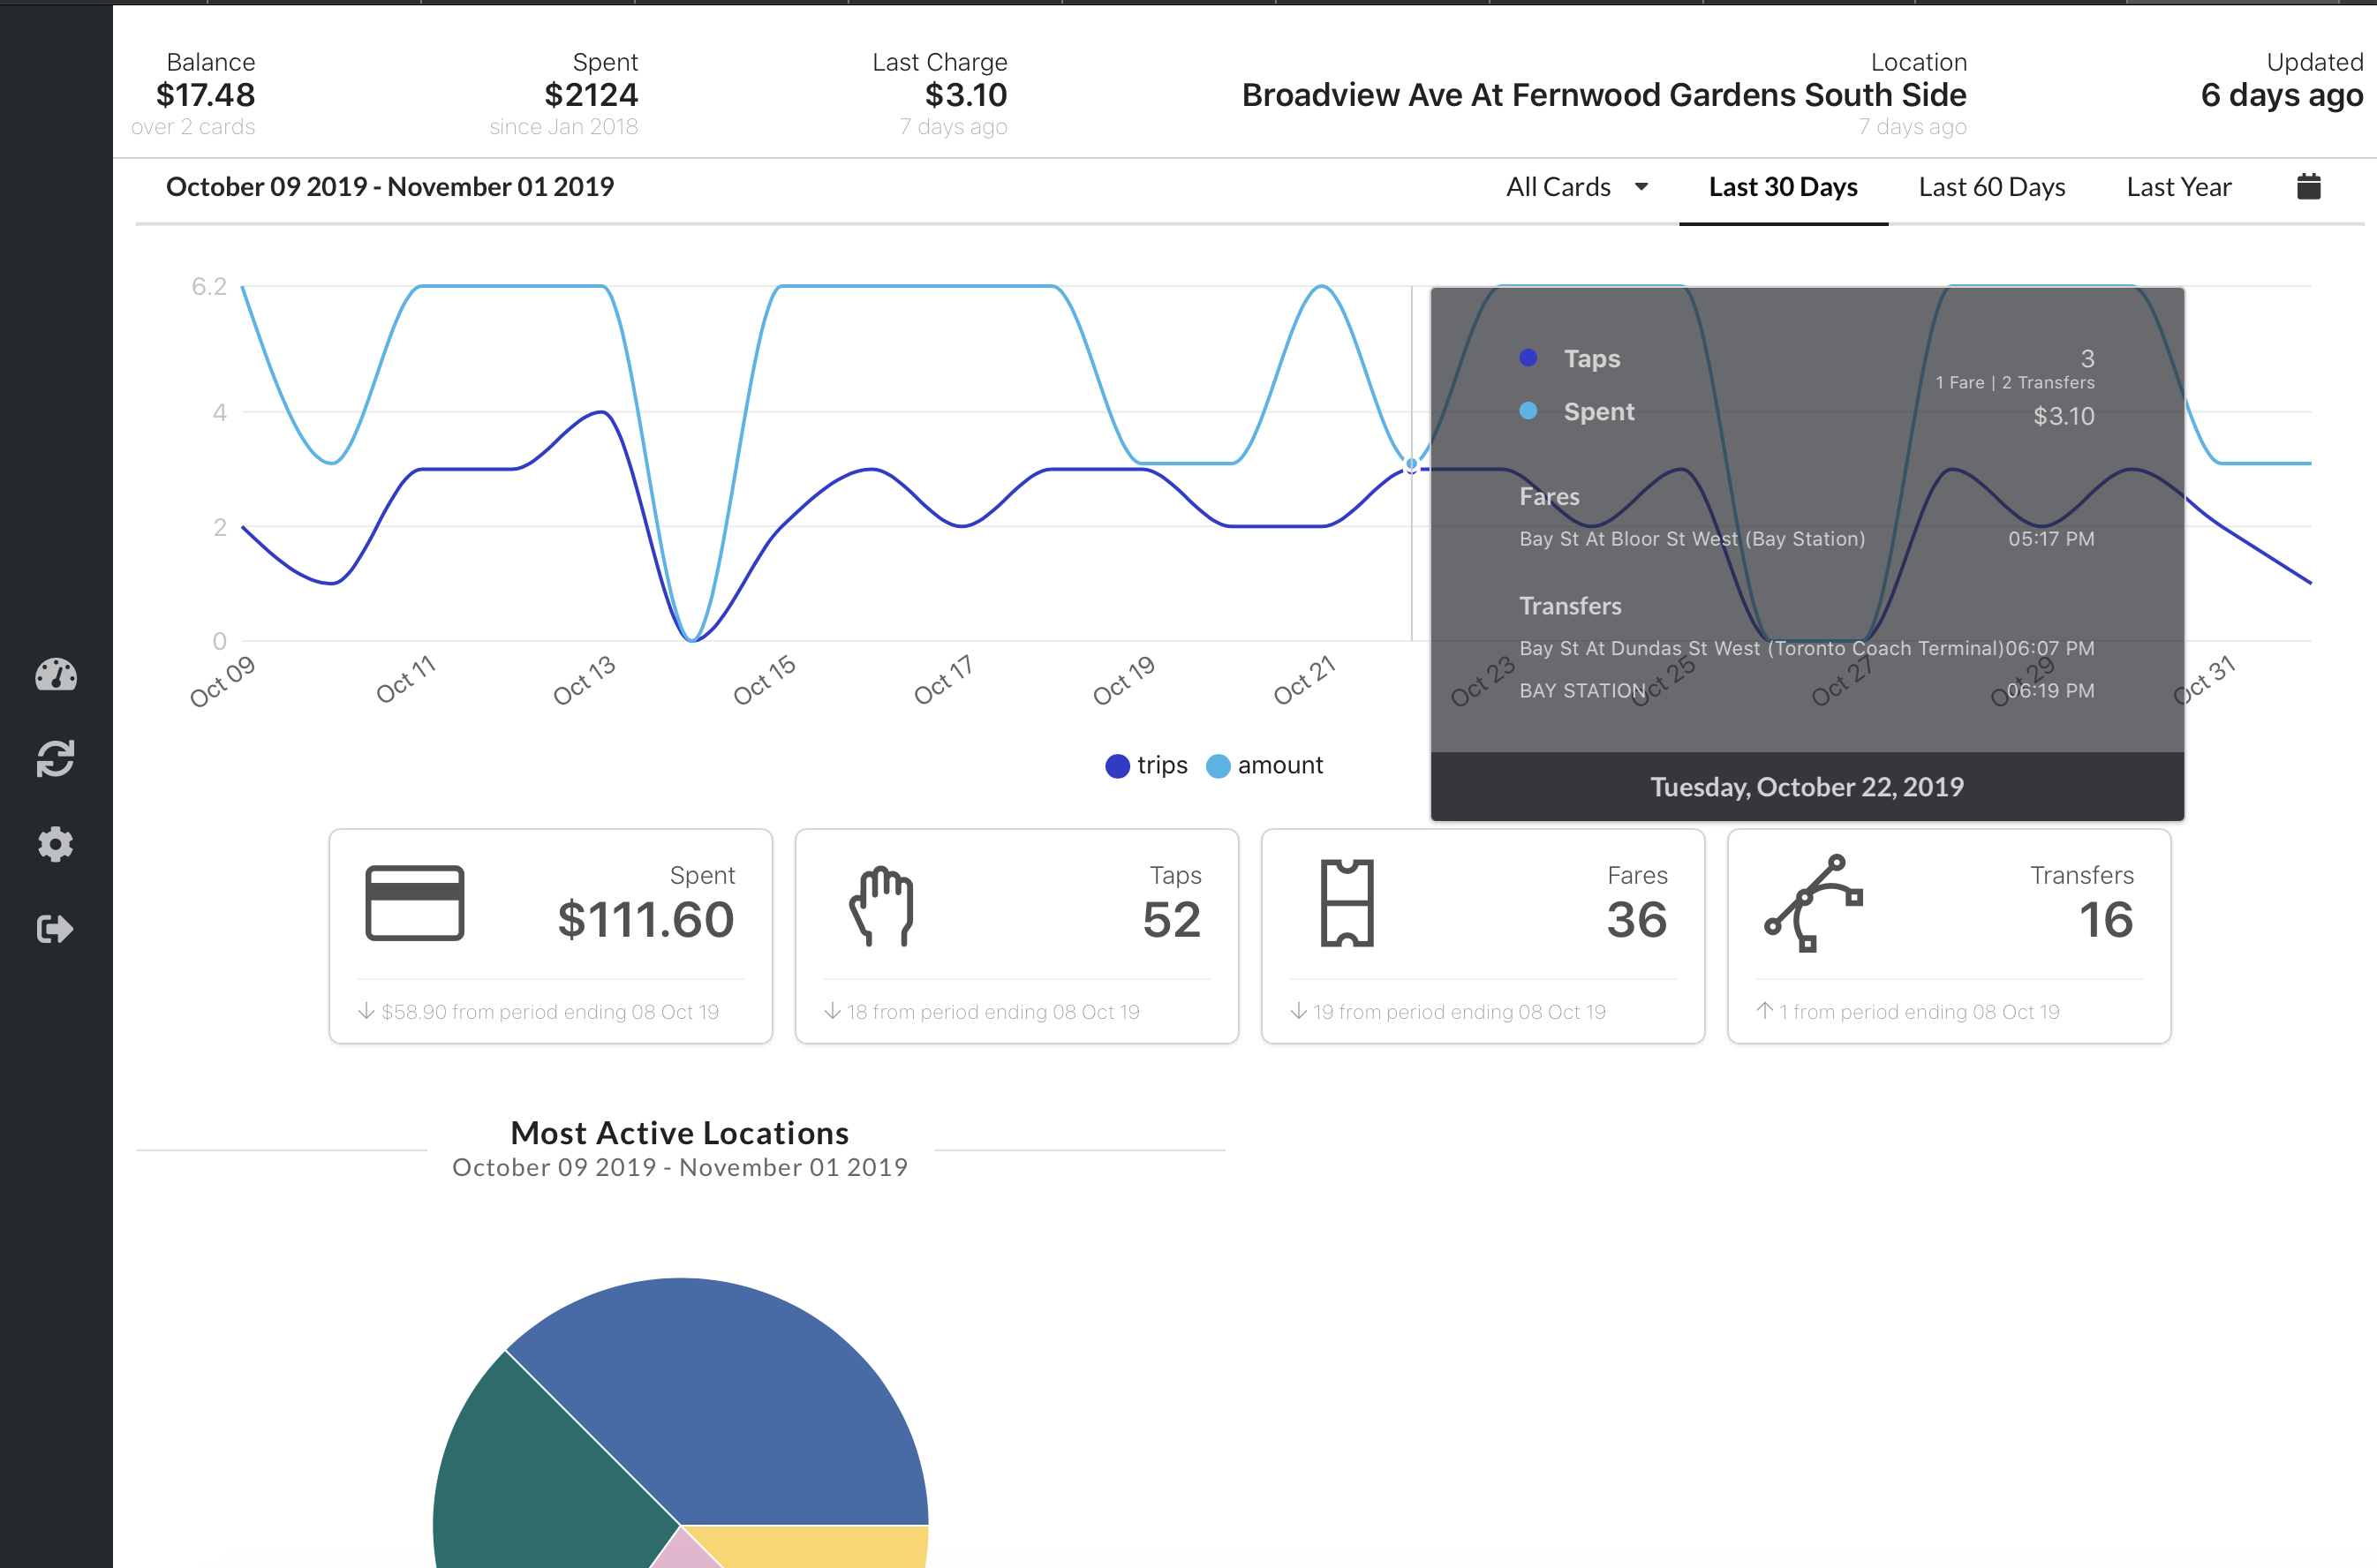 Balance
$17.48
over 2 cards
Spent
$2124
since Jan 2018
Last Charge
$3.10
7 days ago
Location
Broadview Ave At Fernwood Gardens South Side
7 days ago
Updated
6 days ago
October 09 2019 - November 01 2019
All Cards
Last 30 Days
Last 60 Days
Last Year
6.2
4
2
0
Oct 09
Oct 11
Oct 13
Oct 15
Oct 17
Oct 19
Oct 21
Oct 23
Oct 25
Oct 27
Oct 29
Oct 31
Taps 3
1 Fare | 2 Transfers
Spent $3.10
Fares
Bay St At Bloor St West (Bay Station) 05:17 PM
Transfers
Bay St At Dundas St West (Toronto Coach Terminal)06:07 PM
BAY STATION 06:19 PM
Tuesday, October 22, 2019
trips amount
Spent
$111.60
$58.90 from period ending 08 Oct 19
Taps
52
18 from period ending 08 Oct 19
Fares
36
19 from period ending 08 Oct 19
Transfers
16
1 from period ending 08 Oct 19
Most Active Locations
October 09 2019 - November 01 2019